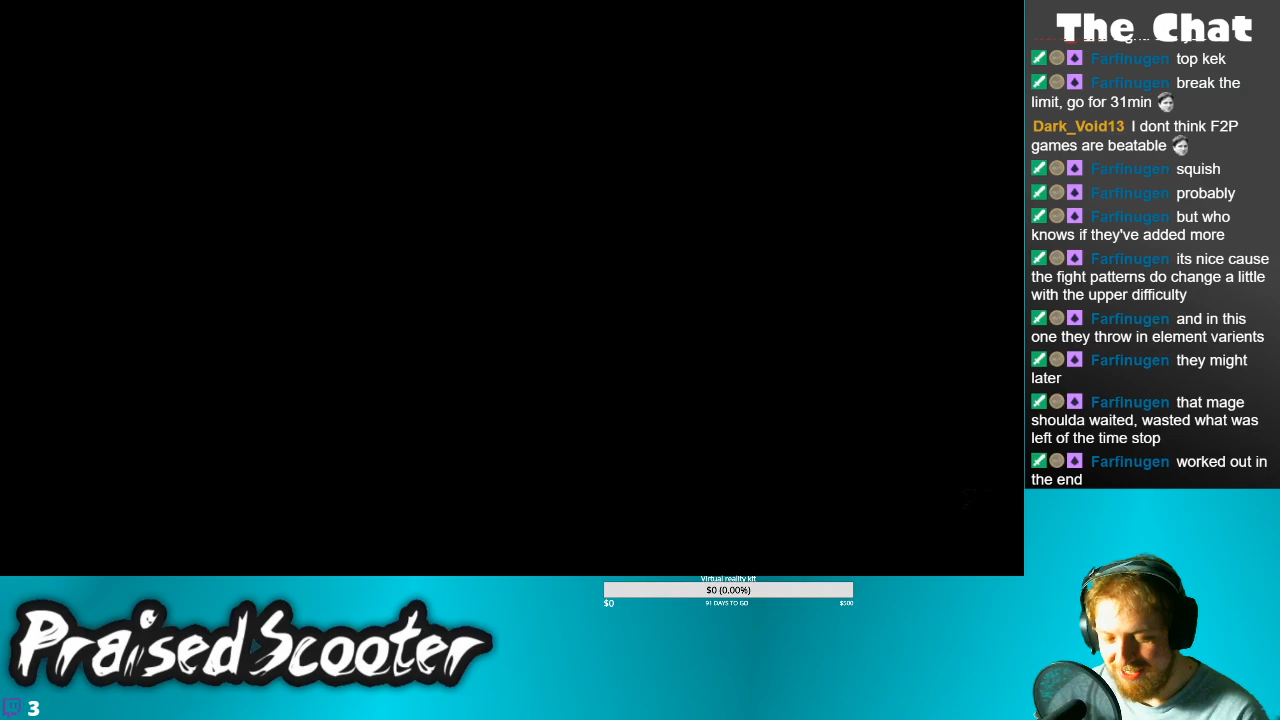 The Chat
Farfinugen top kek
Farfinugen break the
limit, go for 31min
Dark_Void13 I dont think F2P
games are beatable
Farfinugen squish
Farfinugen probably
Farfinugen but who
knows if they've added more
Farfinugen its nice cause
the fight patterns do change a little
with the upper difficulty
Farfinugen and in this
one they throw in element varients
Farfinugen they might
later
Farfinugen that mage
shoulda waited, wasted what was
left of the time stop
Farfinugen worked out in
the end
Virtual reality kit
$0 (0.00%)
$0 91 DAYS TO GO $500
PraisedScooter
3